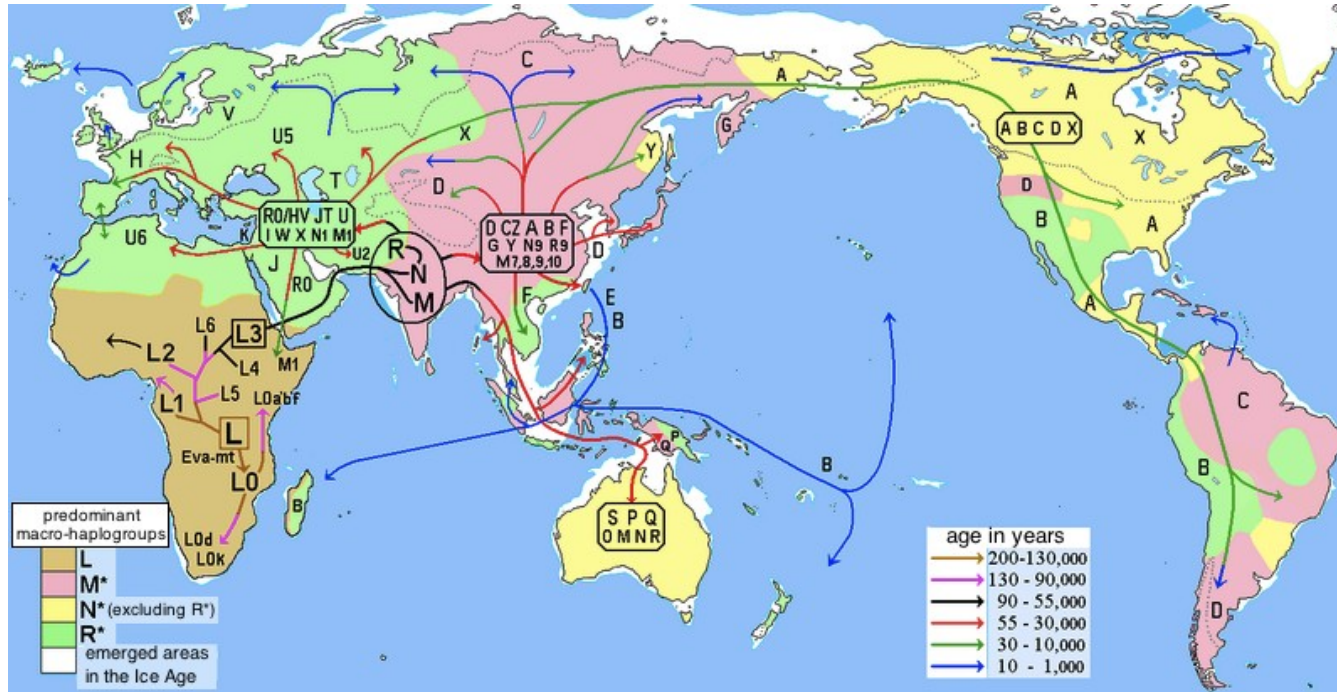 C
A
A
V
G
X
A B C D X
X
U5
H
Y
T
D
D
R0/HV JT U
I W X N1 M1
D CZ A B F
G Y N9 R9
M7,8,9,10
B
A
U6
K
U2
D
R
N
M
J
R0
F
E
B
A
L6
L3
L2
L4
M1
L5
L1
L0abf
L
C
Q
P
Eva-mt
L0
B
B
B
S P Q
O M N R
L0d
L0k
D
predominant
macro-haplogroups
L
M*
N* (excluding R*)
R*
emerged areas
in the Ice Age
age in years
200-130,000
130 - 90,000
90 - 55,000
55 - 30,000
30 - 10,000
10 - 1,000